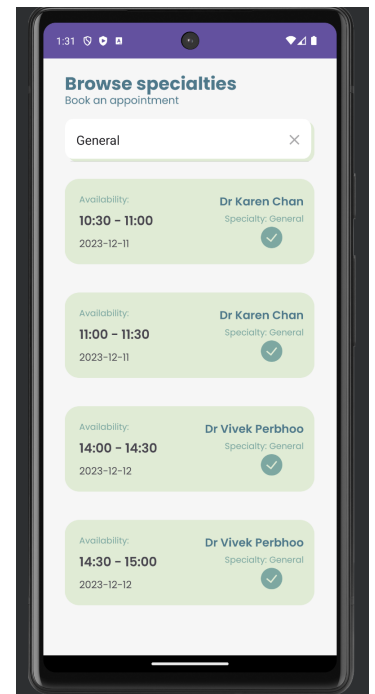 1:31
Browse specialties
Book an appointment
General
Availability:
Dr Karen Chan
10:30 - 11:00
Specialty: General
2023-12-11
Availability:
Dr Karen Chan
11:00 - 11:30
Specialty: General
2023-12-11
Availability:
Dr Vivek Perbhoo
14:00 - 14:30
Specialty: General
2023-12-12
Availability:
Dr Vivek Perbhoo
14:30 - 15:00
Specialty: General
2023-12-12